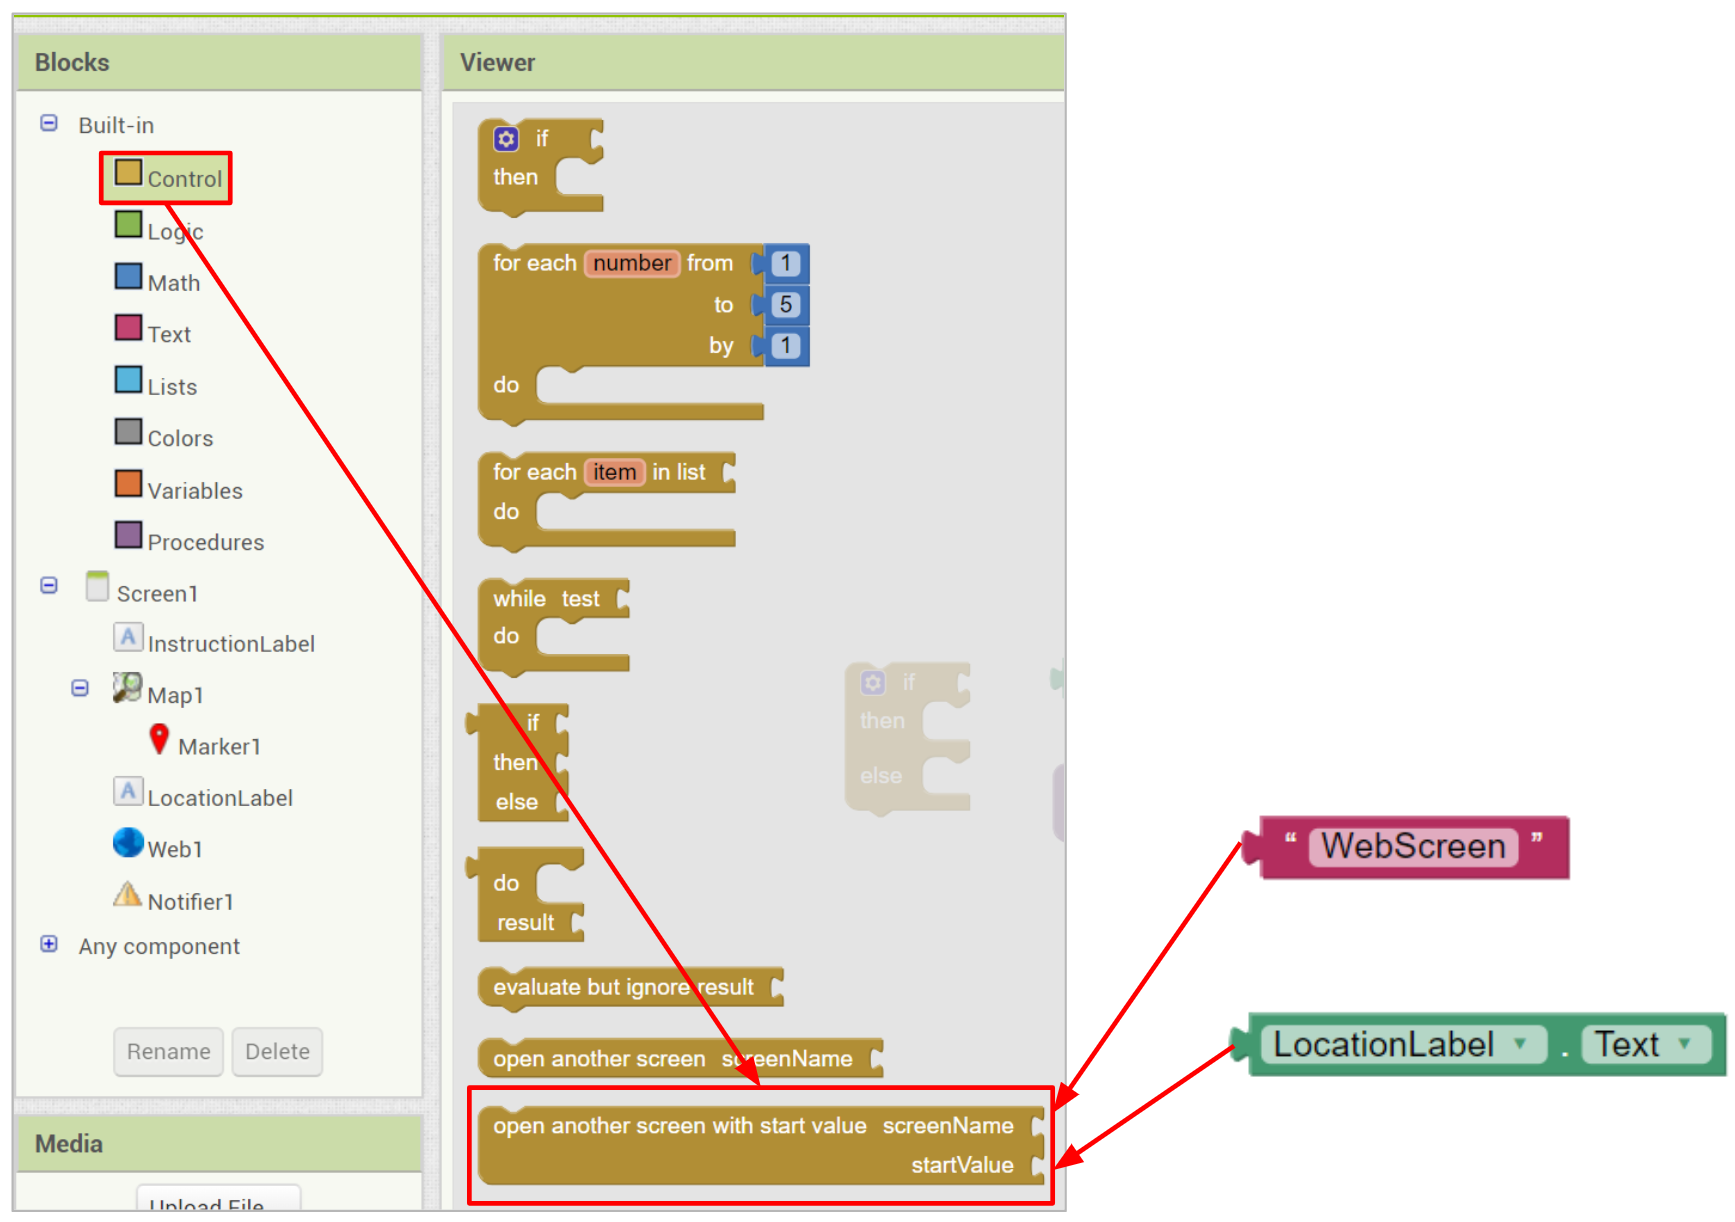 Blocks
Built-in
Control
Logic
Math
Text
Lists
Colors
Variables
Procedures
Screen1
A InstructionLabel
Map1
Marker1
A LocationLabel
Web1
Notifier1
Any component
Rename Delete
Media
Upload File ...
Viewer
if
then
for each number from 1
to 5
by 1
do
for each item in list
do
while test
do
if
then
else
do
result
evaluate but ignore result
open another screen screenName
open another screen with start value screenName
startValue
if
then
else
“ WebScreen ”
LocationLabel . Text